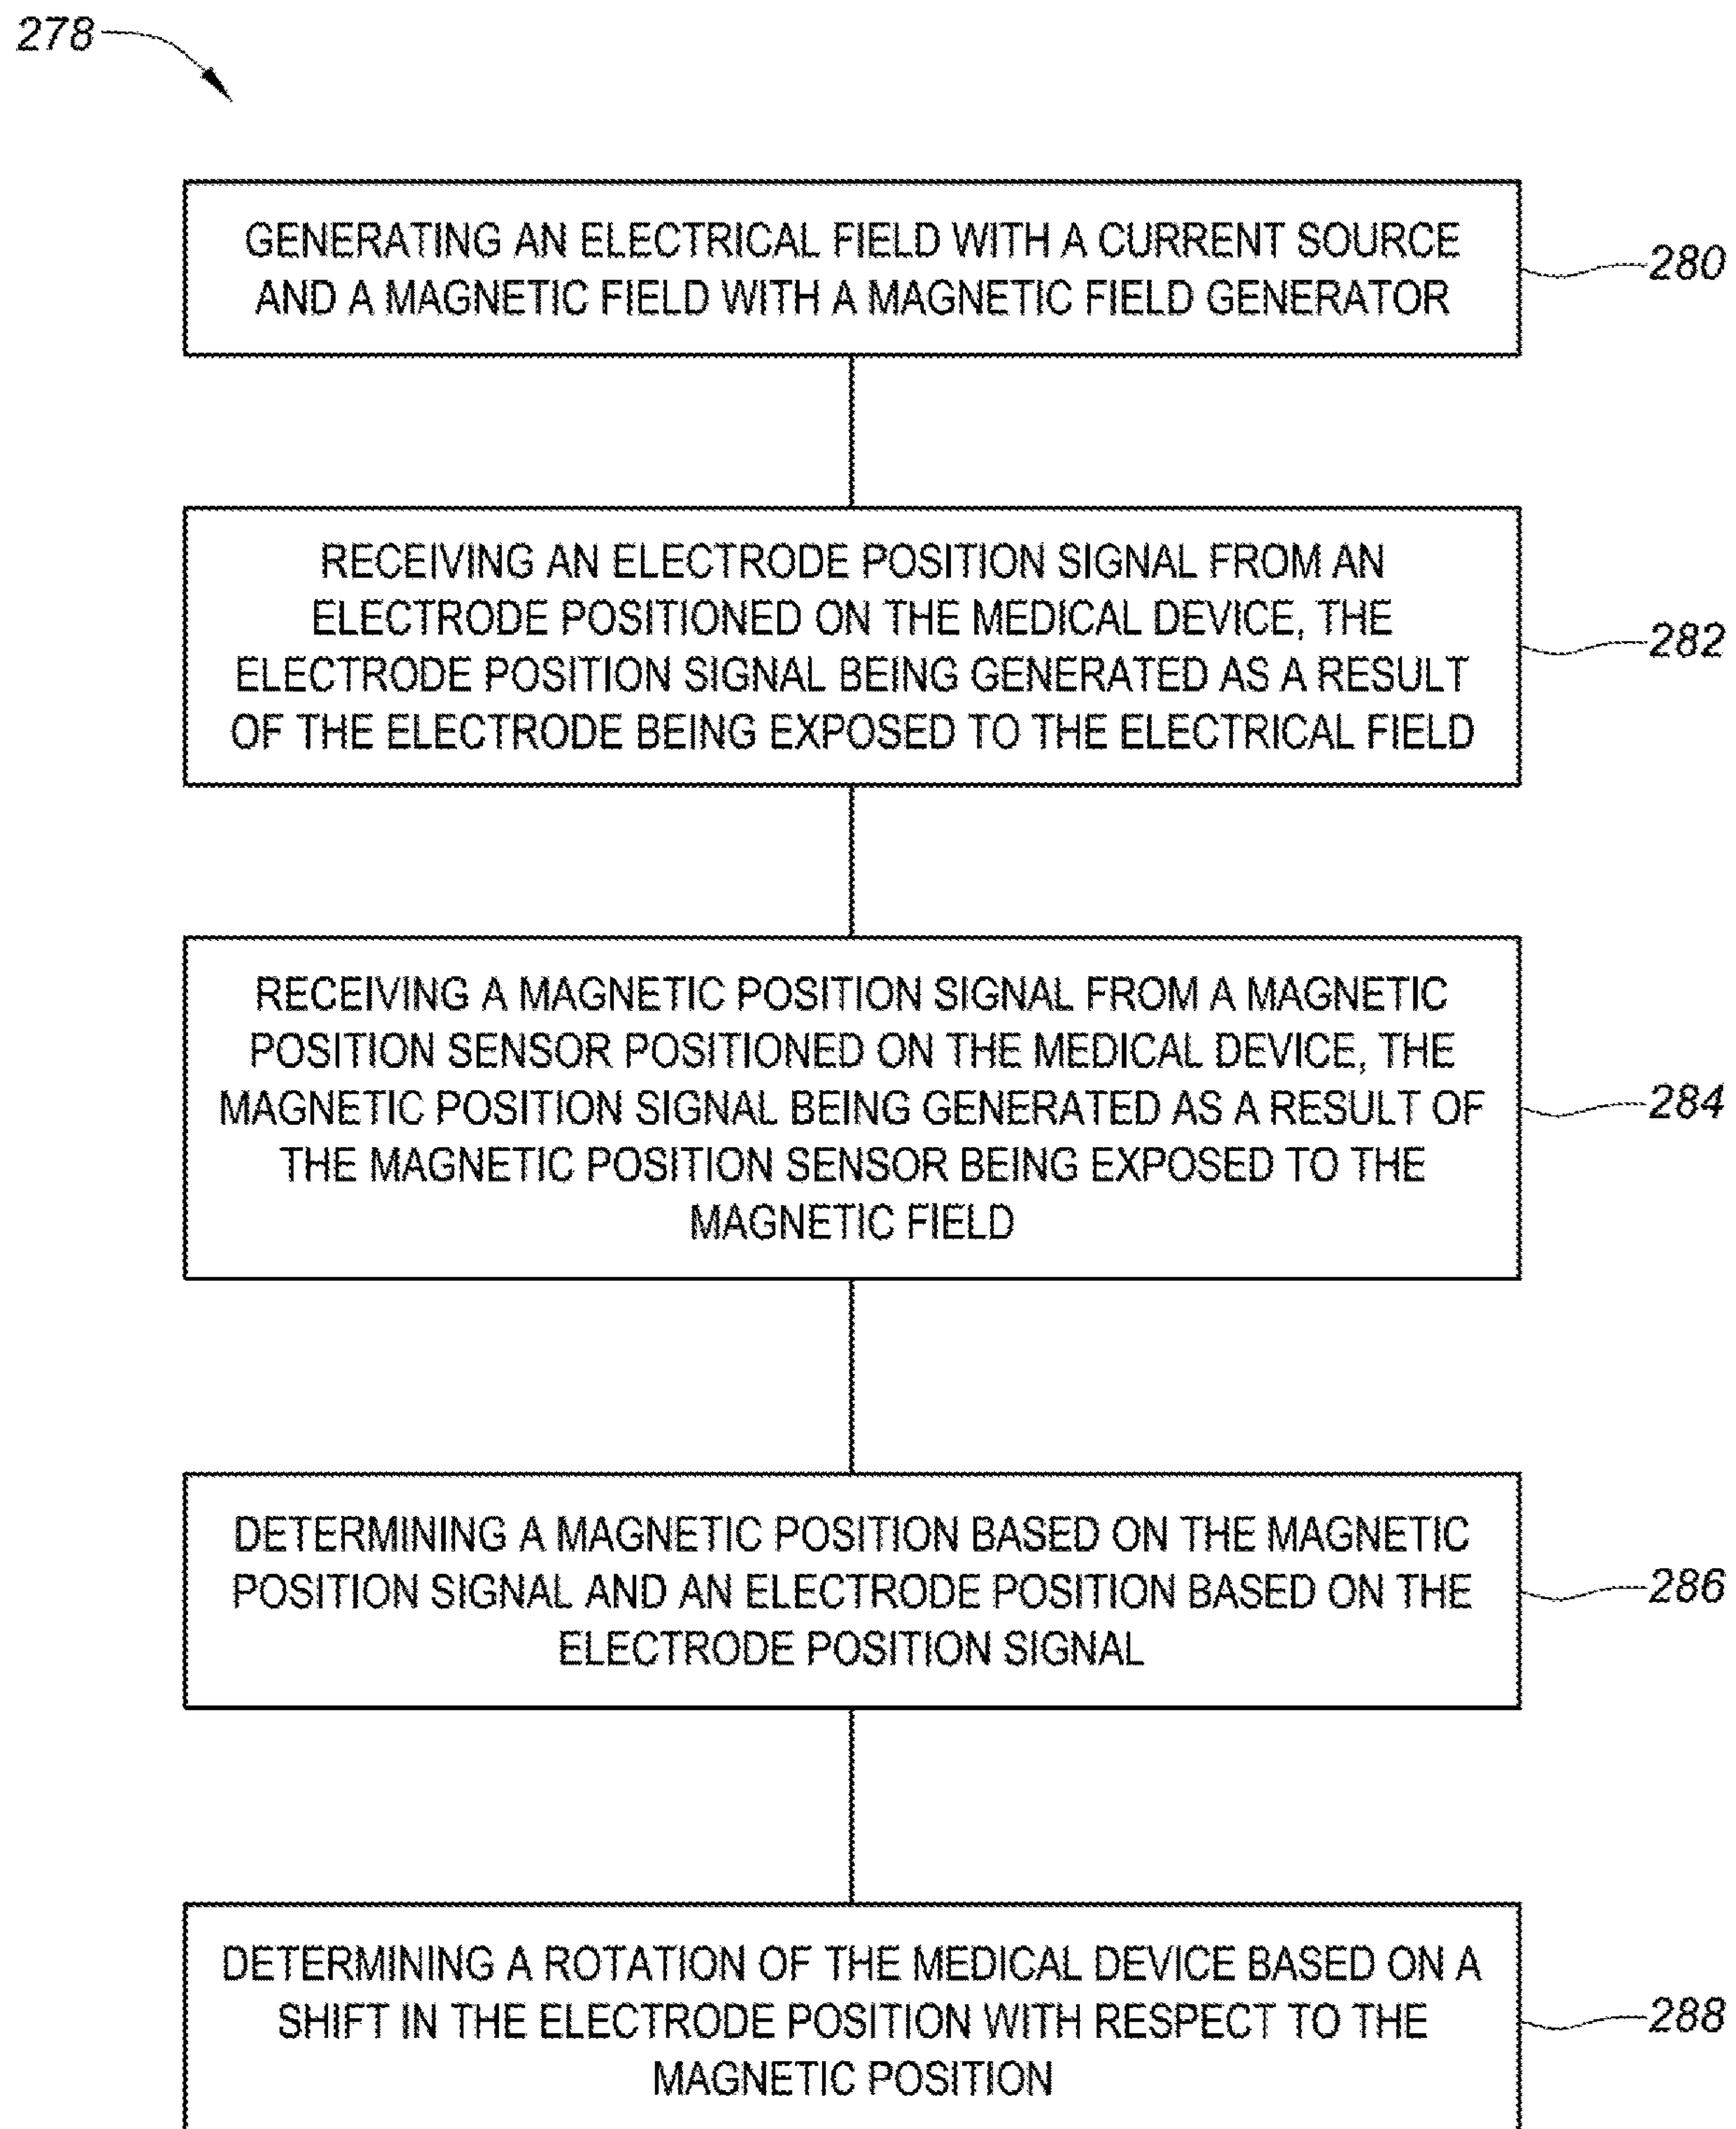 278
GENERATING AN ELECTRICAL FIELD WITH A CURRENT SOURCE
AND A MAGNETIC FIELD WITH A MAGNETIC FIELD GENERATOR
280
RECEIVING AN ELECTRODE POSITION SIGNAL FROM AN
ELECTRODE POSITIONED ON THE MEDICAL DEVICE, THE
ELECTRODE POSITION SIGNAL BEING GENERATED AS A RESULT
OF THE ELECTRODE BEING EXPOSED TO THE ELECTRICAL FIELD
282
RECEIVING A MAGNETIC POSITION SIGNAL FROM A MAGNETIC
POSITION SENSOR POSITIONED ON THE MEDICAL DEVICE, THE
MAGNETIC POSITION SIGNAL BEING GENERATED AS A RESULT OF
THE MAGNETIC POSITION SENSOR BEING EXPOSED TO THE
MAGNETIC FIELD
284
DETERMINING A MAGNETIC POSITION BASED ON THE MAGNETIC
POSITION SIGNAL AND AN ELECTRODE POSITION BASED ON THE
ELECTRODE POSITION SIGNAL
286
DETERMINING A ROTATION OF THE MEDICAL DEVICE BASED ON A
SHIFT IN THE ELECTRODE POSITION WITH RESPECT TO THE
MAGNETIC POSITION
288